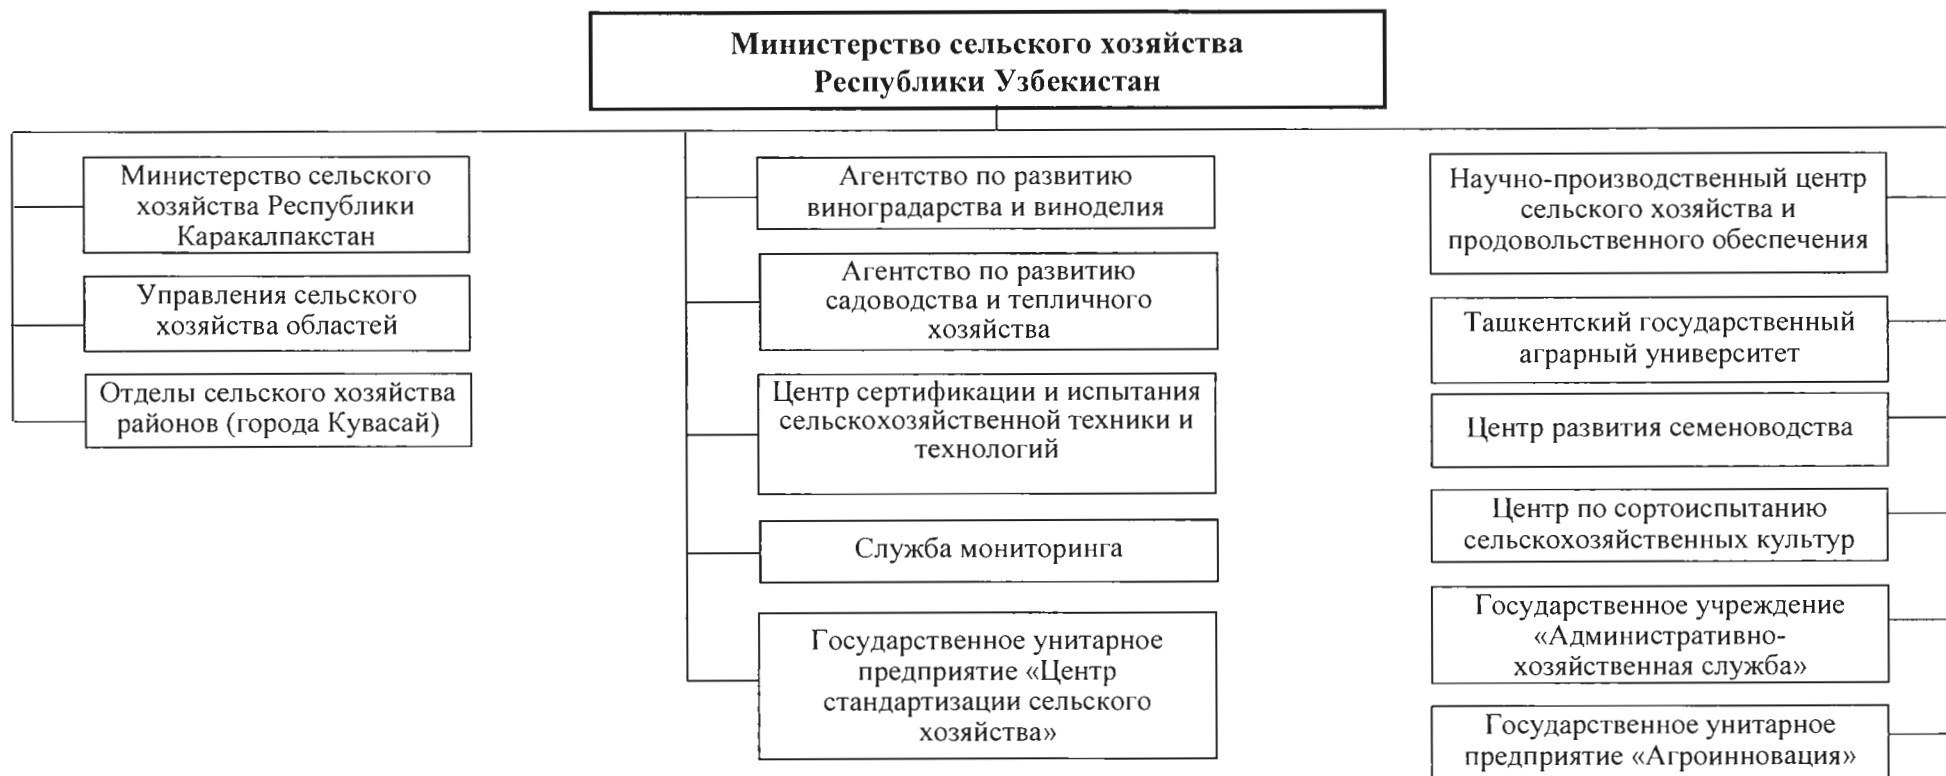 Министерство сельского хозяйства
Республики Узбекистан
Министерство сельского
хозяйства Республики
Каракалпакстан
Управления сельского
хозяйства областей
Отделы сельского хозяйства
районов (города Кувасай)
Агентство по развитию
виноградарства и виноделия
Агентство по развитию
садоводства и тепличного
хозяйства
Центр сертификации и испытания
сельскохозяйственной техники и
технологий
Служба мониторинга
Государственное унитарное
предприятие «Центр
стандартизации сельского
хозяйства»
Научно-производственный центр
сельского хозяйства и
продовольственного обеспечения
Ташкентский государственный
аграрный университет
Центр развития семеноводства
Центр по сортоиспытанию
сельскохозяйственных культур
Государственное учреждение
«Административно-
хозяйственная служба»
Государственное унитарное
предприятие «Агроинновация»